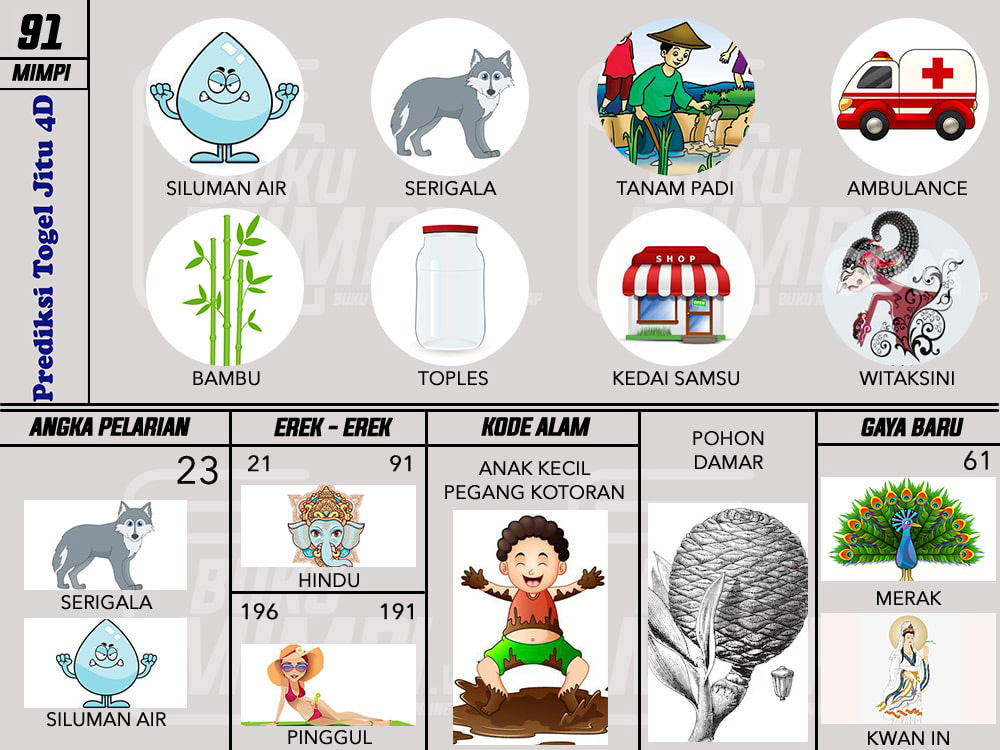 91
MIMPI
Prediksi Togel Jitu 4D
SILUMAN AIR
SERIGALA
TANAM PADI
AMBULANCE
BAMBU
TOPLES
SHOP
KEDAI SAMSU
WITAKSINI
ANGKA PELARIAN
23
SERIGALA
SILUMAN AIR
EREK - EREK
21 91
HINDU
196 191
PINGGUL
KODE ALAM
ANAK KECIL
PEGANG KOTORAN
POHON
DAMAR
GAYA BARU
61
MERAK
KWAN IN
BUKU
MIMPI